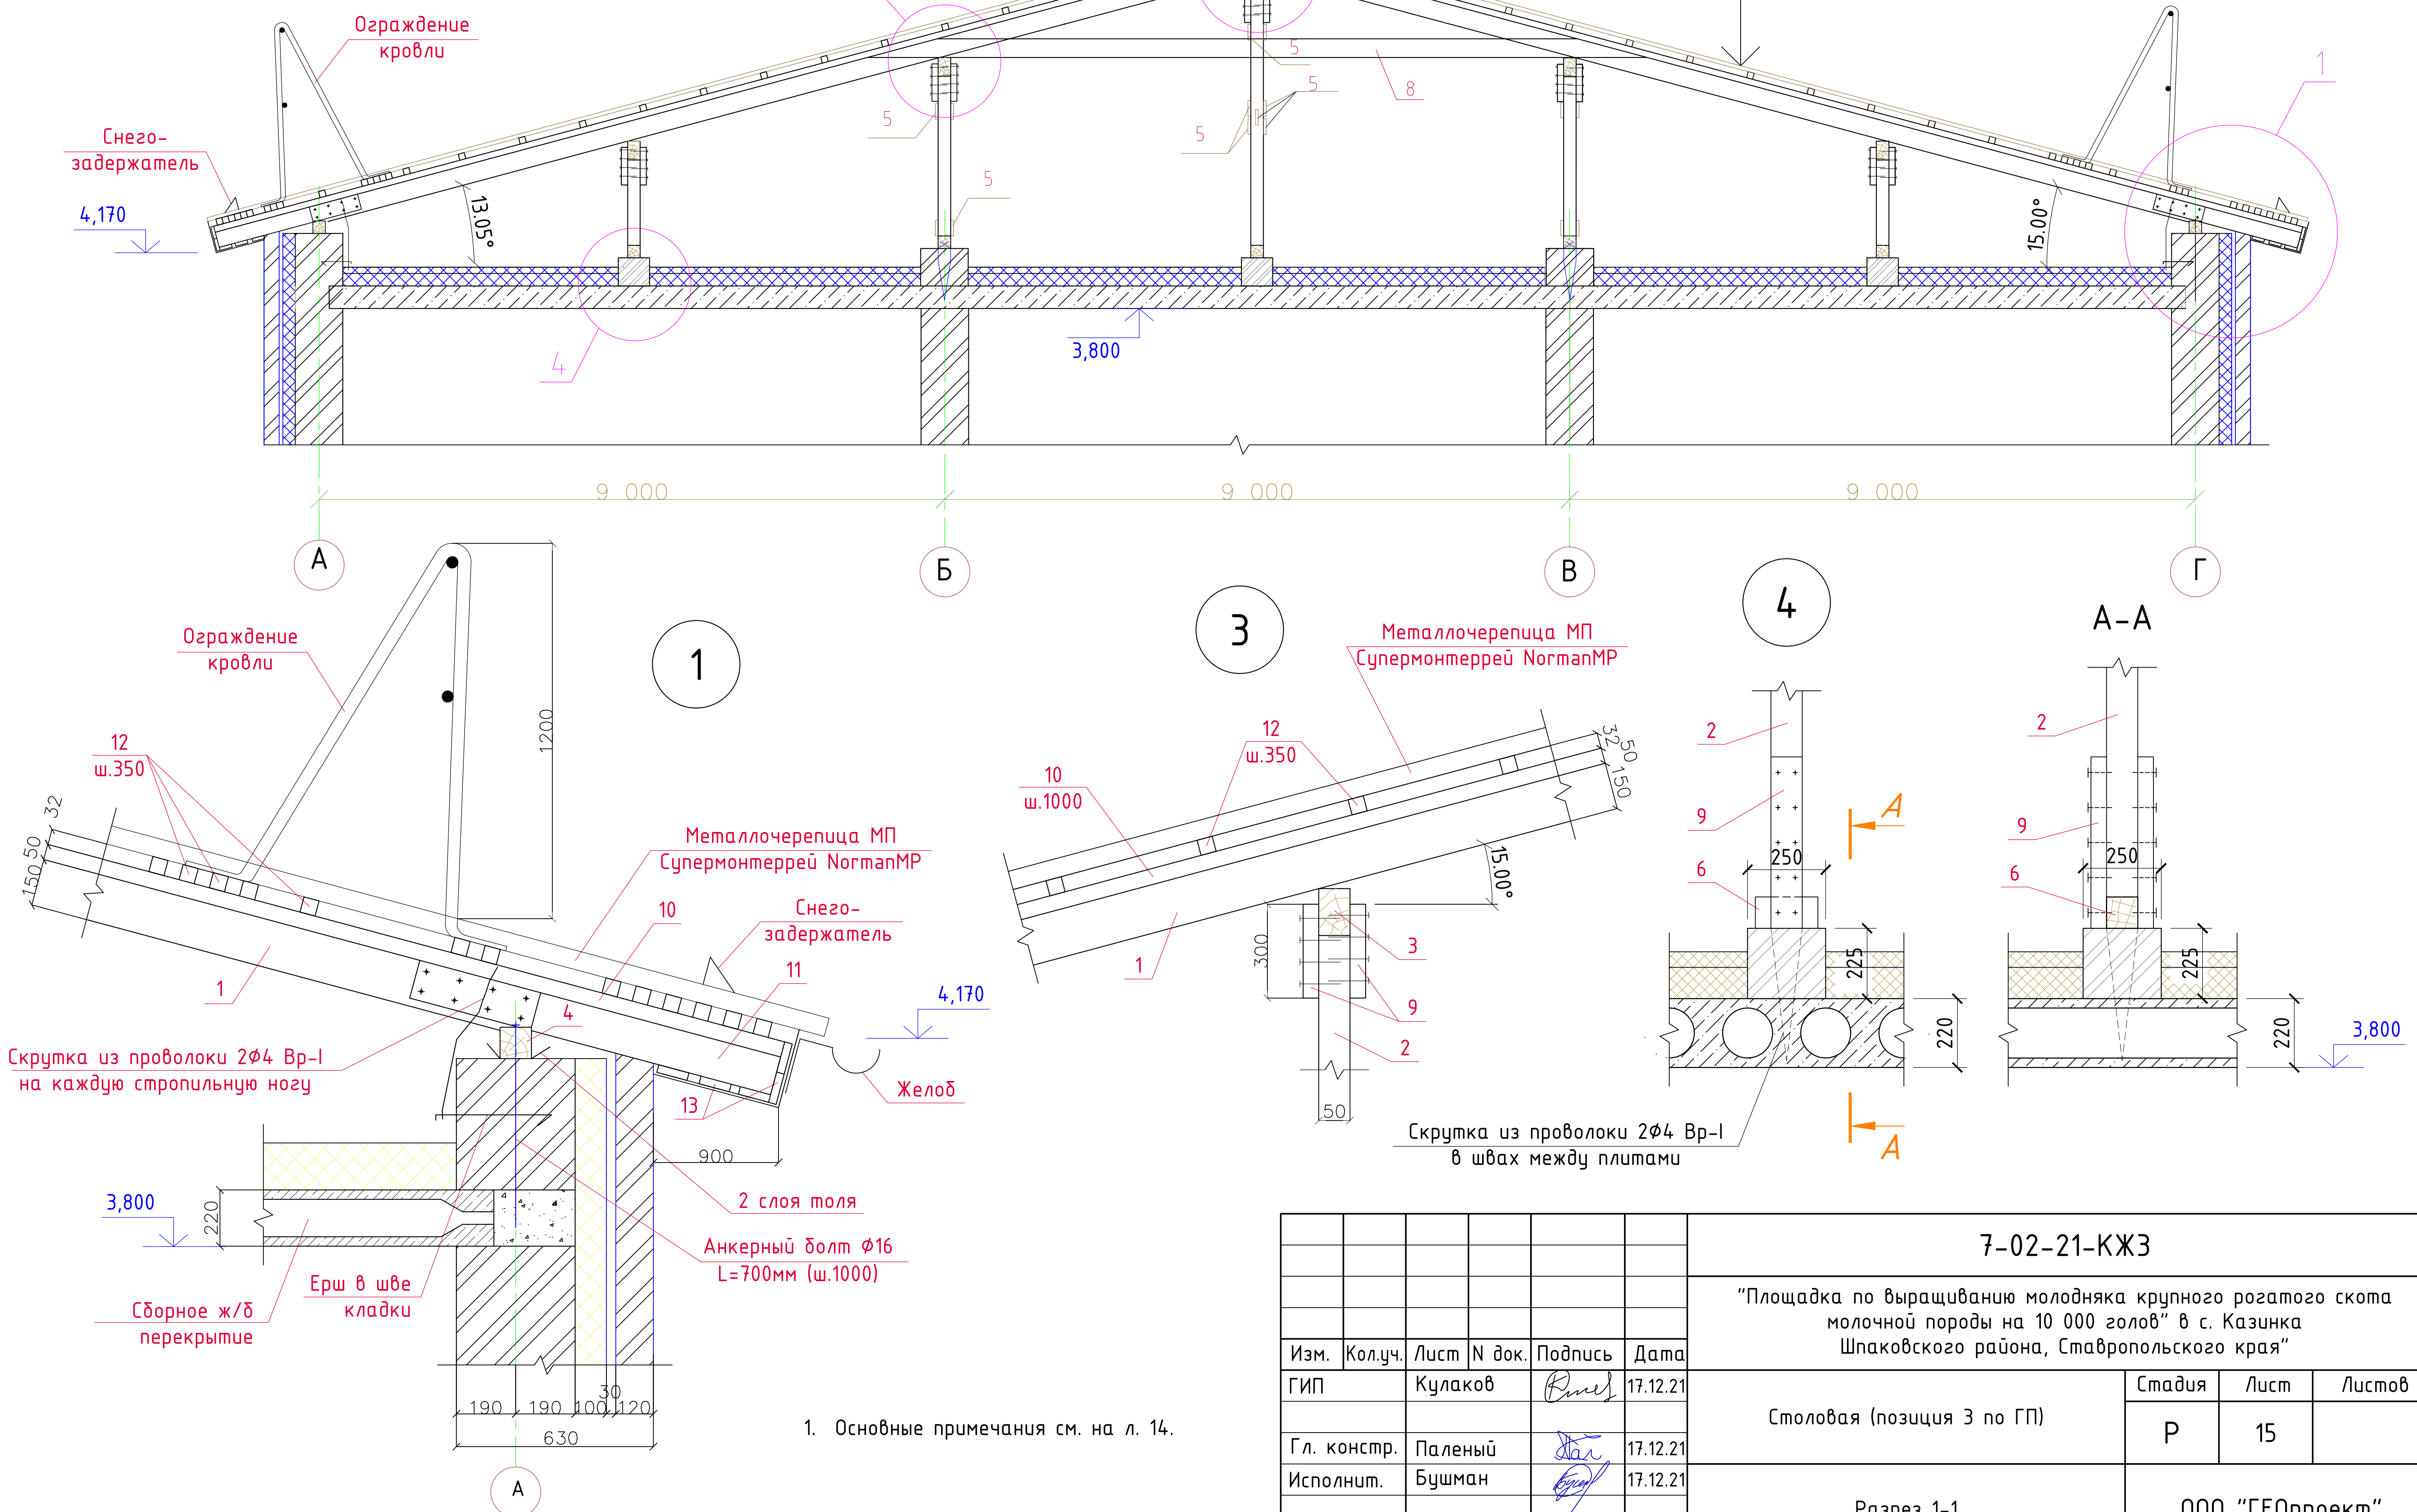 Ограждение
кровли
Снего-
задержатель
4,170
13.05°
5
5
5
5
5
8
1
15.00°
4
3,800
9 000
9 000
9 000
А
Б
В
Г
1
Ограждение
кровли
1200
12
ш.350
32
50
150
Металлочерепица МП
Супермонтеррей NormanMP
10
Снего-
задержатель
11
1
4
4,170
Скрутка из проволоки 2Ф4 Вр-I
на каждую стропильную ногу
13
Желоб
900
3,800
220
2 слоя толя
Анкерный болт Ф16
L=700мм (ш.1000)
Ерш в шве
кладки
Сборное ж/б
перекрытие
190
190
100
30
120
630
А
3
Металлочерепица МП
Супермонтеррей NormanMP
12
ш.350
10
ш.1000
32
50
150
15.00°
300
1
3
9
2
50
4
2
9
6
250
225
220
А
А
Скрутка из проволоки 2Ф4 Вр-I
в швах между плитами
А-А
2
9
6
250
225
220
3,800
1. Основные примечания см. на л. 14.
7-02-21-КЖ3
"Площадка по выращиванию молодняка крупного рогатого скота
молочной породы на 10 000 голов" в с. Казинка
Шпаковского района, Ставропольского края"
Изм. Кол.уч. Лист N док. Подпись Дата
ГИП Кулаков 17.12.21
Гл. констр. Паленый 17.12.21
Исполнит. Бушман 17.12.21
Столовая (позиция 3 по ГП)
Стадия Лист Листов
Р 15
Разрез 1-1
ООО "ГЕОпроект"